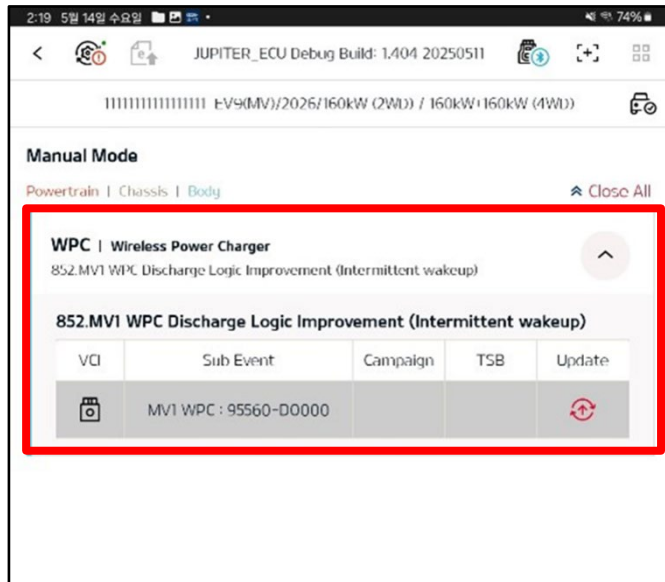 2:19 5월 14일 수요일 • 74%
JUPITER_ECU Debug Build: 1.404 20250511
11111111111111111 EV9(MV)/2026/160kW (2WD) / 160kW+160kW (4WD)
Manual Mode
Powertrain | Chassis | Body Close All
WPC | Wireless Power Charger
852.MV1 WPC Discharge Logic Improvement (Intermittent wakeup)
852.MV1 WPC Discharge Logic Improvement (Intermittent wakeup)
VCI Sub Event Campaign TSB Update
MV1 WPC : 95560-DO000